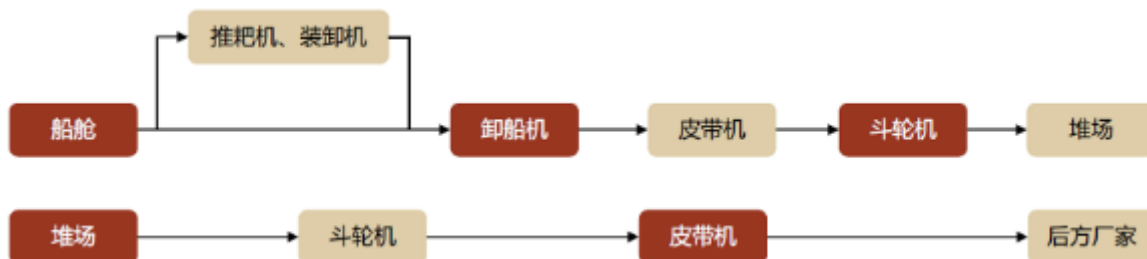 推耙机、装卸机
船舱
卸船机
皮带机
斗轮机
堆场
堆场
斗轮机
皮带机
后方厂家